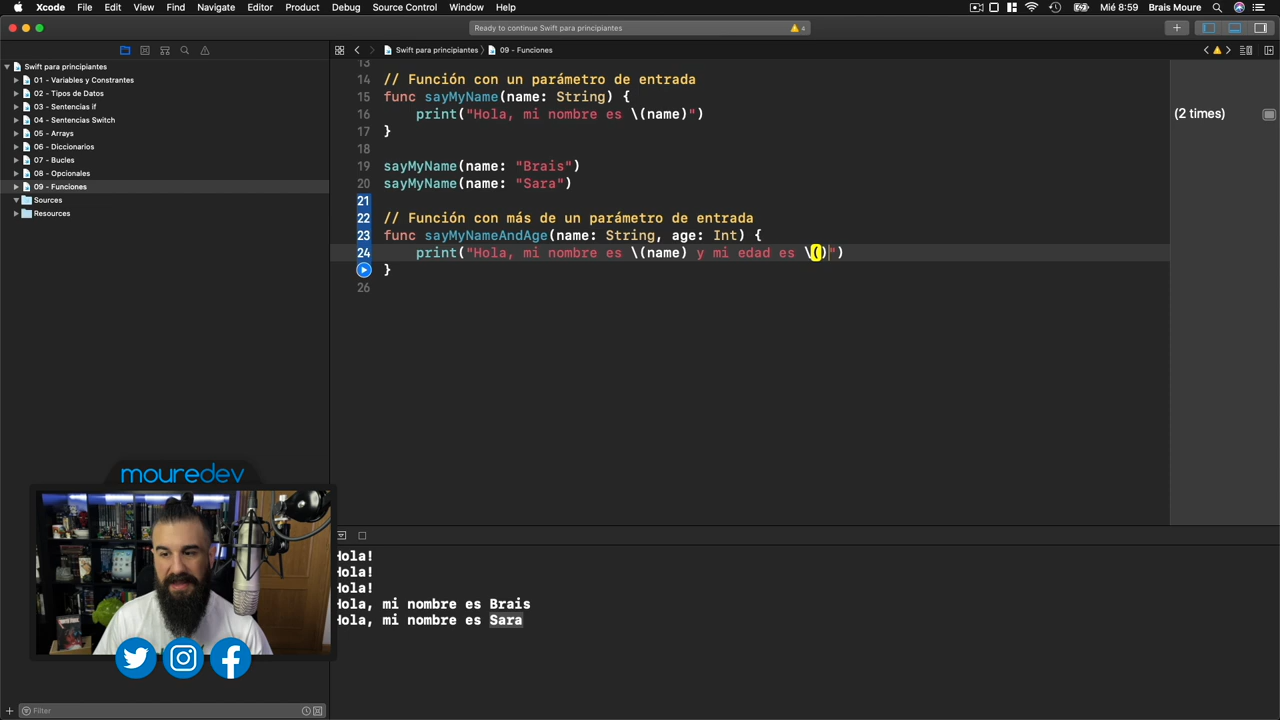 Xcode File Edit View Find Navigate Editor Product Debug Source Control Window Help Mié 8:59 Brais Moure
Ready to continue Swift para principiantes 4
Swift para principiantes 09 - Funciones
Swift para principiantes
01 - Variables y Constrantes
02 - Tipos de Datos
03 - Sentencias if
04 - Sentencias Switch
05 - Arrays
06 - Diccionarios
07 - Bucles
08 - Opcionales
09 - Funciones
Sources
Resources
Filter
13
14 // Función con un parámetro de entrada
15 func sayMyName(name: String) {
16 print("Hola, mi nombre es \(name)")
17 }
18
19 sayMyName(name: "Brais")
20 sayMyName(name: "Sara")
21
22 // Función con más de un parámetro de entrada
23 func sayMyNameAndAge(name: String, age: Int) {
24 print("Hola, mi nombre es \(name) y mi edad es \()")
}
26
(2 times)
mouredev
Hola!
Hola!
Hola!
Hola, mi nombre es Brais
Hola, mi nombre es Sara